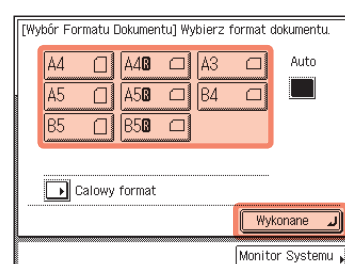 [Wybór Formatu Dokumentu] Wybierz format dokumentu.
A4 A4R A3 Auto
A5 A5R B4
B5 B5R
Calowy format
Wykonane
Monitor Systemu